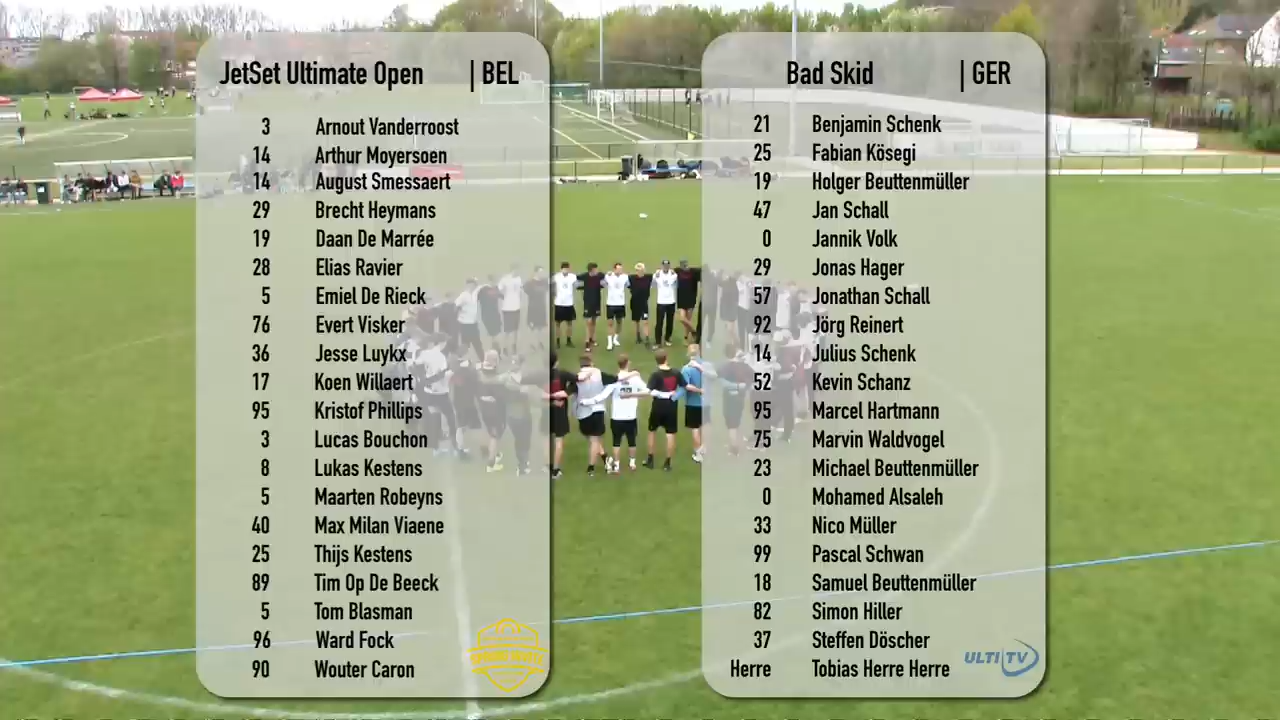 JetSet Ultimate Open | BEL
3 Arnout Vanderroost
14 Arthur Moyersoen
14 August Smessaert
29 Brecht Heymans
19 Daan De Marrée
28 Elias Ravier
5 Emiel De Rieck
76 Evert Visker
36 Jesse Luykx
17 Koen Willaert
95 Kristof Phillips
3 Lucas Bouchon
8 Lukas Kestens
5 Maarten Robeyns
40 Max Milan Viaene
25 Thijs Kestens
89 Tim Op De Beeck
5 Tom Blasman
96 Ward Fock
90 Wouter Caron
Bad Skid | GER
21 Benjamin Schenk
25 Fabian Kösegi
19 Holger Beuttenmüller
47 Jan Schall
0 Jannik Volk
29 Jonas Hager
57 Jonathan Schall
92 Jörg Reinert
14 Julius Schenk
52 Kevin Schanz
95 Marcel Hartmann
75 Marvin Waldvogel
23 Michael Beuttenmüller
0 Mohamed Alsaleh
33 Nico Müller
99 Pascal Schwan
18 Samuel Beuttenmüller
82 Simon Hiller
37 Steffen Döscher
Herre Tobias Herre Herre
ULTI TV